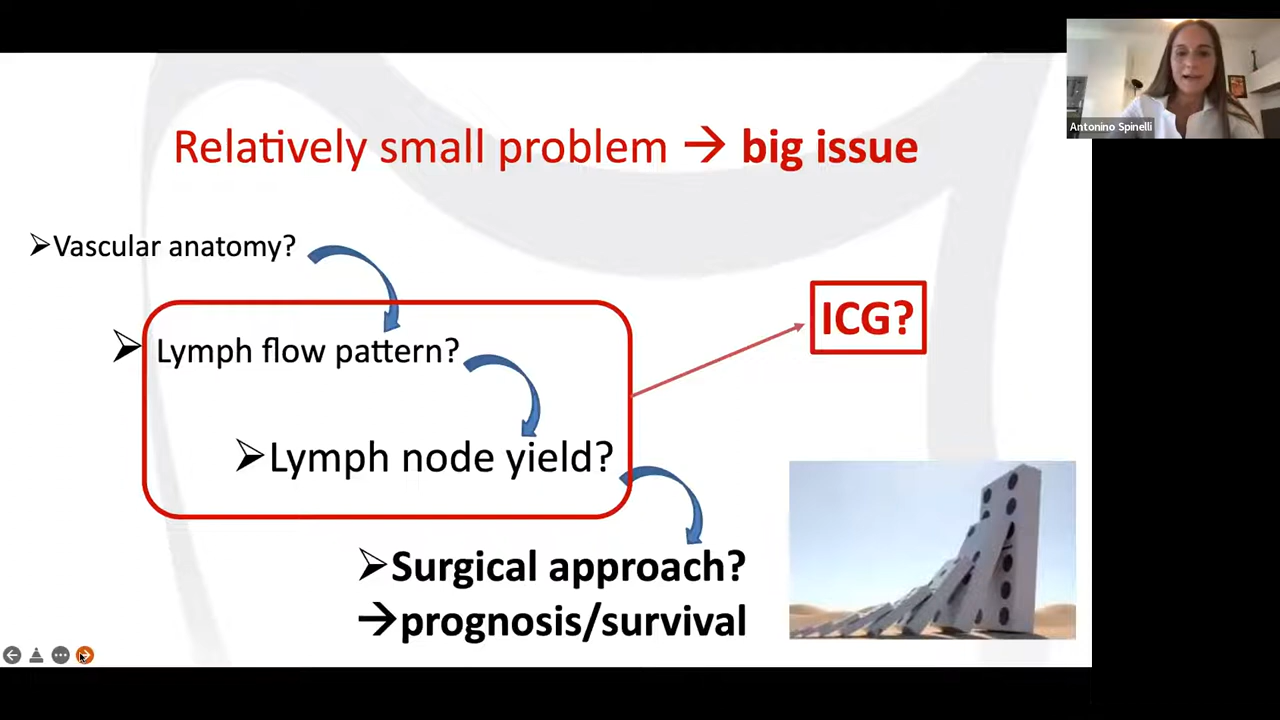 Antonino Spinelli
Relatively small problem → big issue
➢Vascular anatomy?
➢ Lymph flow pattern?
ICG?
➢Lymph node yield?
➢Surgical approach?
→prognosis/survival